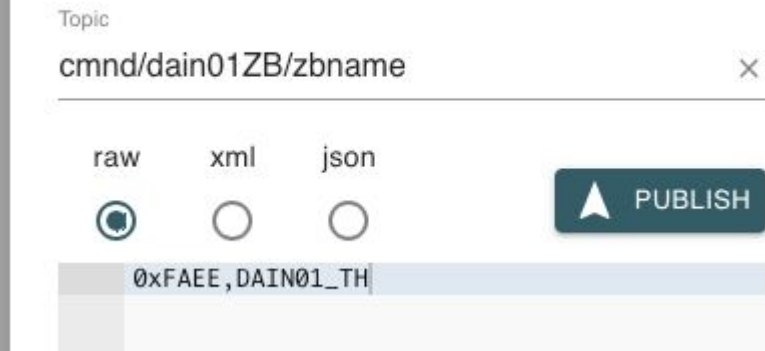 Topic
cmnd/dain01ZB/zbname
raw xml json
PUBLISH
0xFAEE,DAIN01_TH